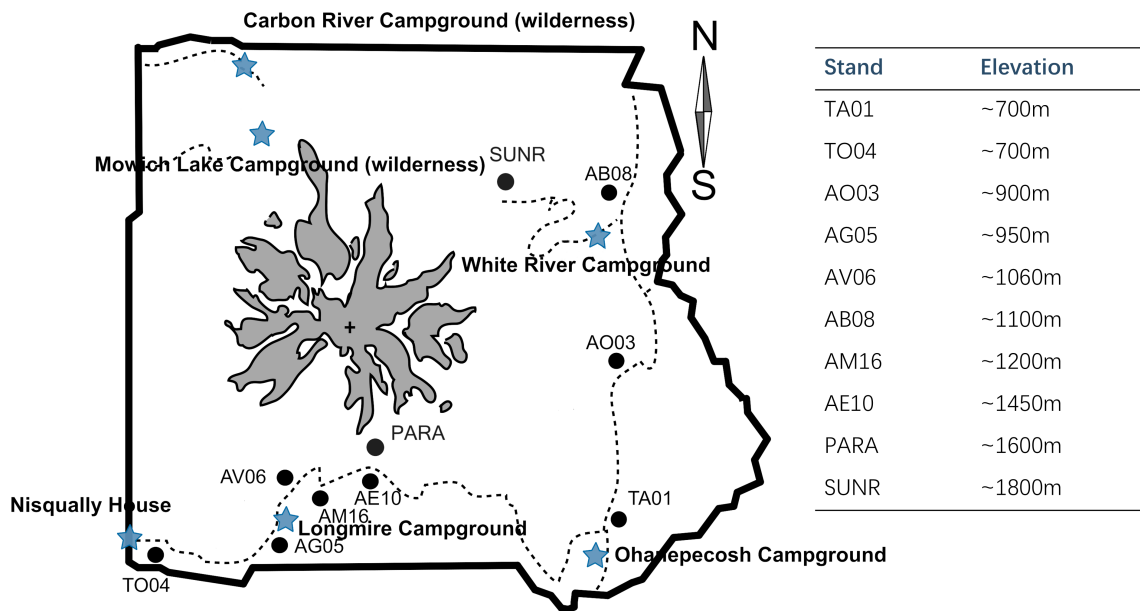 Carbon River Campground (wilderness)
N
S
Mowich Lake Campground (wilderness)
SUNR
AB08
White River Campground
AO03
PARA
AV06
AE10
AM16
Nisqually House
Longmire Campground
AG05
TO04
TA01
Ohanepecosh Campground
Stand Elevation
TA01 ~700m
TO04 ~700m
AO03 ~900m
AG05 ~950m
AV06 ~1060m
AB08 ~1100m
AM16 ~1200m
AE10 ~1450m
PARA ~1600m
SUNR ~1800m